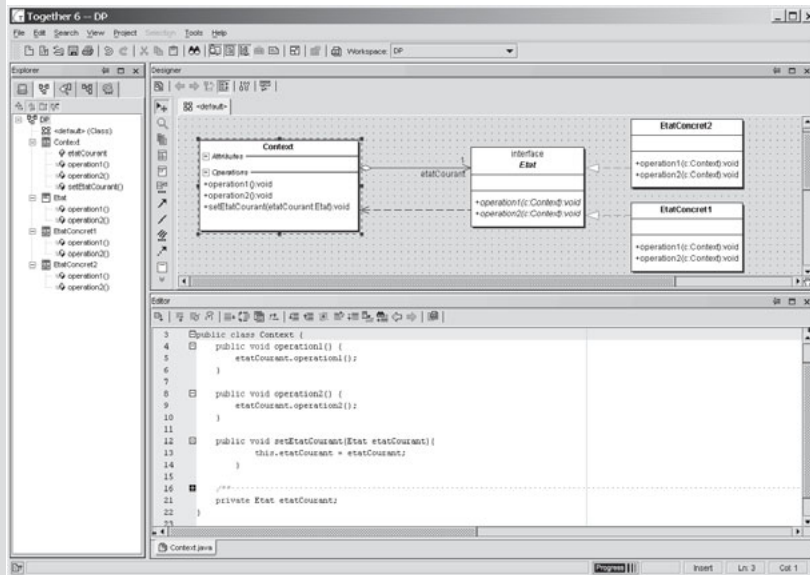 Together 6 -- DP
File Edit Search View Project Selection Tools Help
Workspace: DP
Explorer
DP
<default> (Class)
Context
etatCourant
operation1()
operation2()
setEtatCourant()
Etat
operation1()
operation2()
EtatConcret1
operation1()
operation2()
EtatConcret2
operation1()
operation2()
Designer
<default>
Context
Attributes
Operations
+operation1():void
+operation2():void
+setEtatCourant(etatCourant:Etat):void
1
etatCourant
interface
Etat
+operation1(c:Context):void
+operation2(c:Context):void
EtatConcret2
+operation1(c:Context):void
+operation2(c:Context):void
EtatConcret1
+operation1(c:Context):void
+operation2(c:Context):void
Editor
3 public class Context {
4 public void operation1() {
5 etatCourant.operation1();
6 }
7
8 public void operation2() {
9 etatCourant.operation2();
10 }
11
12 public void setEtatCourant(Etat etatCourant){
13 this.etatCourant = etatCourant;
14 }
15
16 /**
21 private Etat etatCourant;
22 }
23
Context.java
Progress Insert Ln: 3 Col: 1